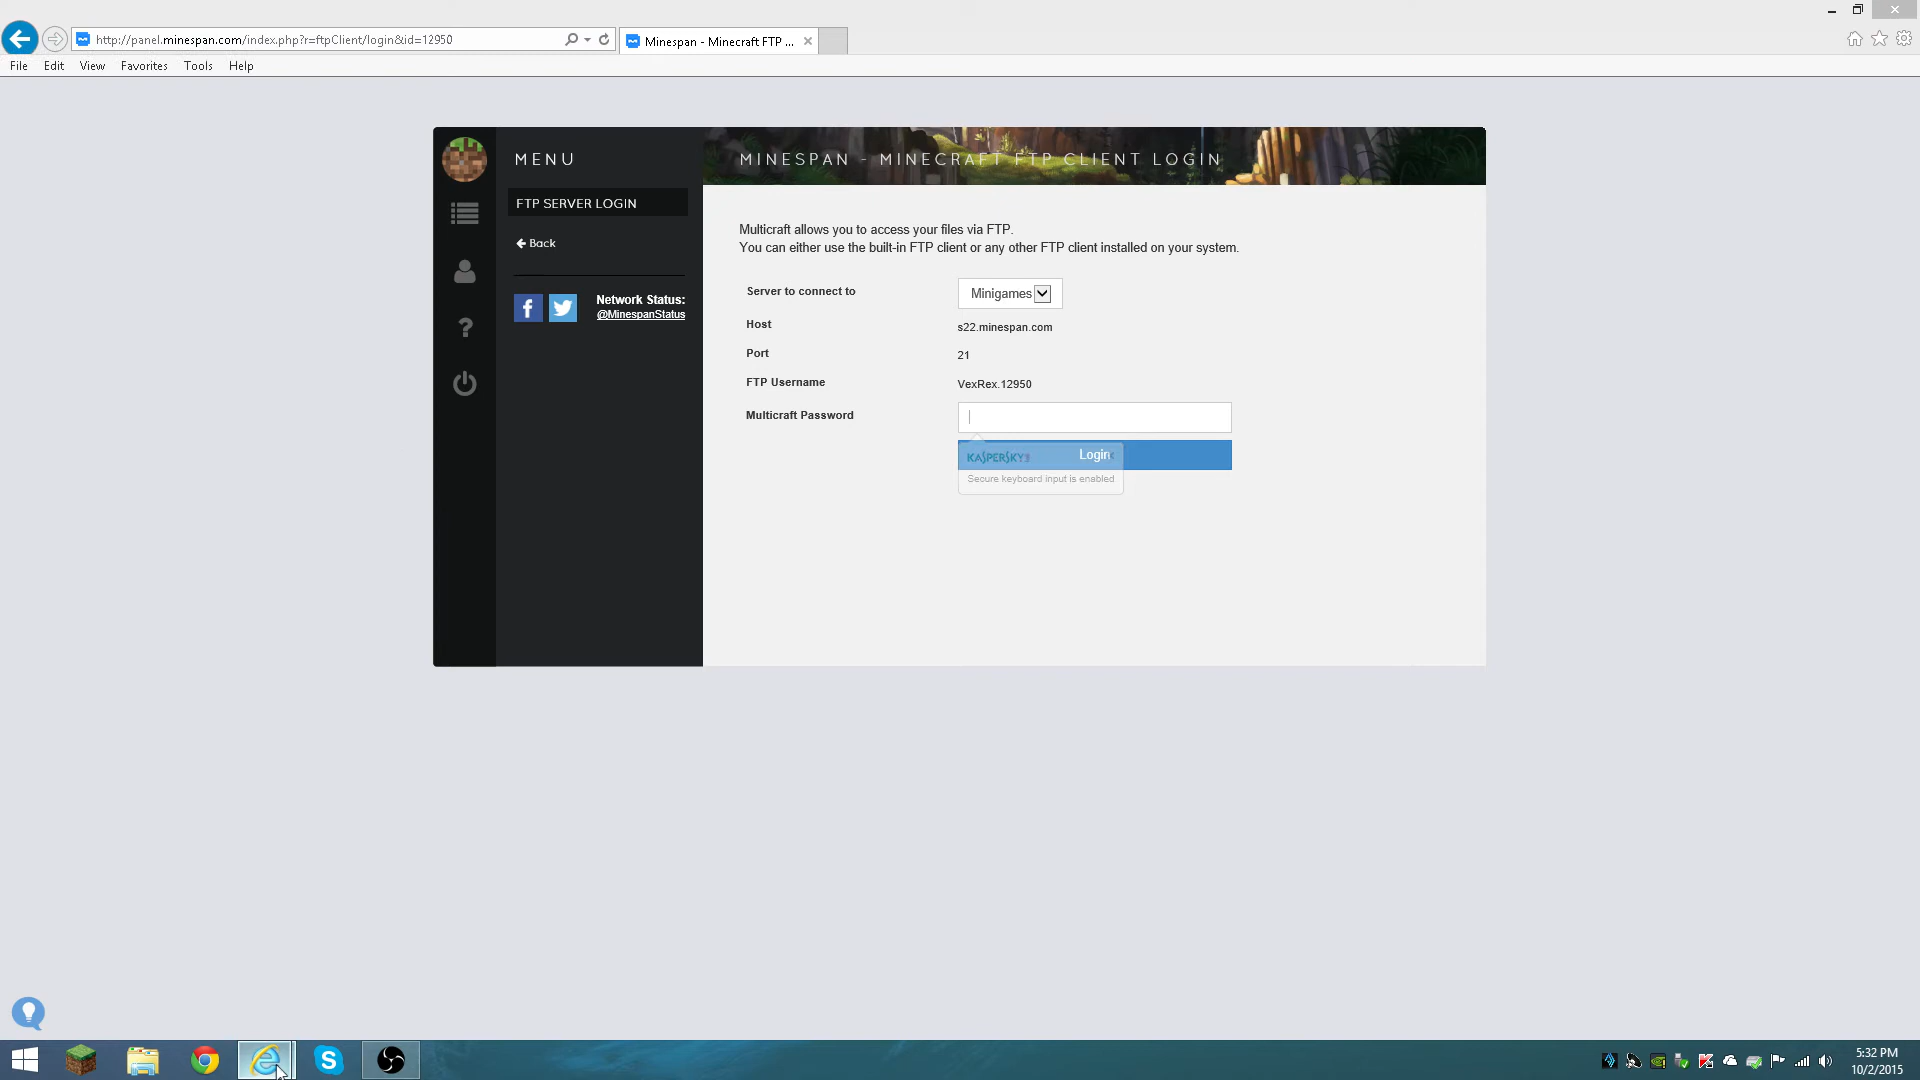 http://panel.minespan.com/index.php?r=ftpClient/login&id=12950
Minespan - Minecraft FTP ...
File Edit View Favorites Tools Help
MENU
MINESPAN - MINECRAFT FTP CLIENT LOGIN
FTP SERVER LOGIN
Back
Network Status:
@MinespanStatus
Multicraft allows you to access your files via FTP.
You can either use the built-in FTP client or any other FTP client installed on your system.
Server to connect to Minigames
Host s22.minespan.com
Port 21
FTP Username VexRex.12950
Multicraft Password
KASPERSKY Login
Secure keyboard input is enabled
5:32 PM
10/2/2015